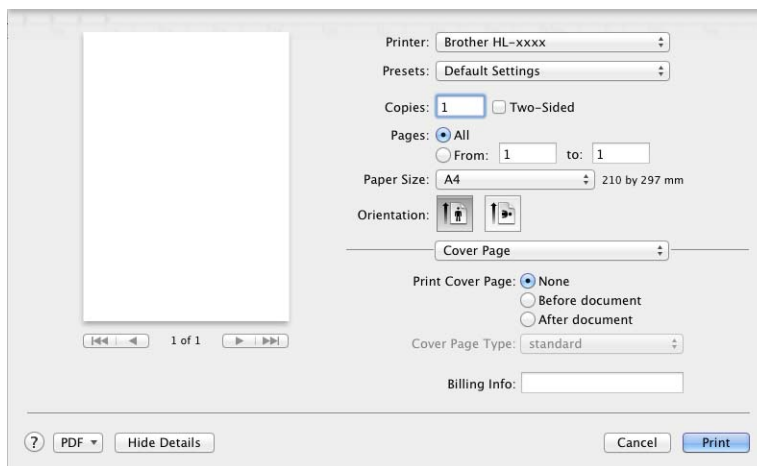 Printer: Brother HL-xxxx
Presets: Default Settings
Copies: 1 Two-Sided
Pages: All
From: 1 to: 1
Paper Size: A4 210 by 297 mm
Orientation:
Cover Page
Print Cover Page: None
Before document
After document
Cover Page Type: standard
Billing Info:
1 of 1
? PDF Hide Details Cancel Print